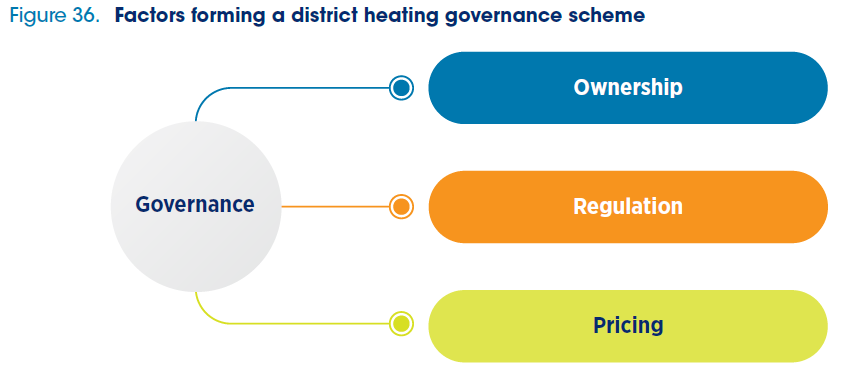 Figure 36. Factors forming a district heating governance scheme
Ownership
Governance
Regulation
Pricing